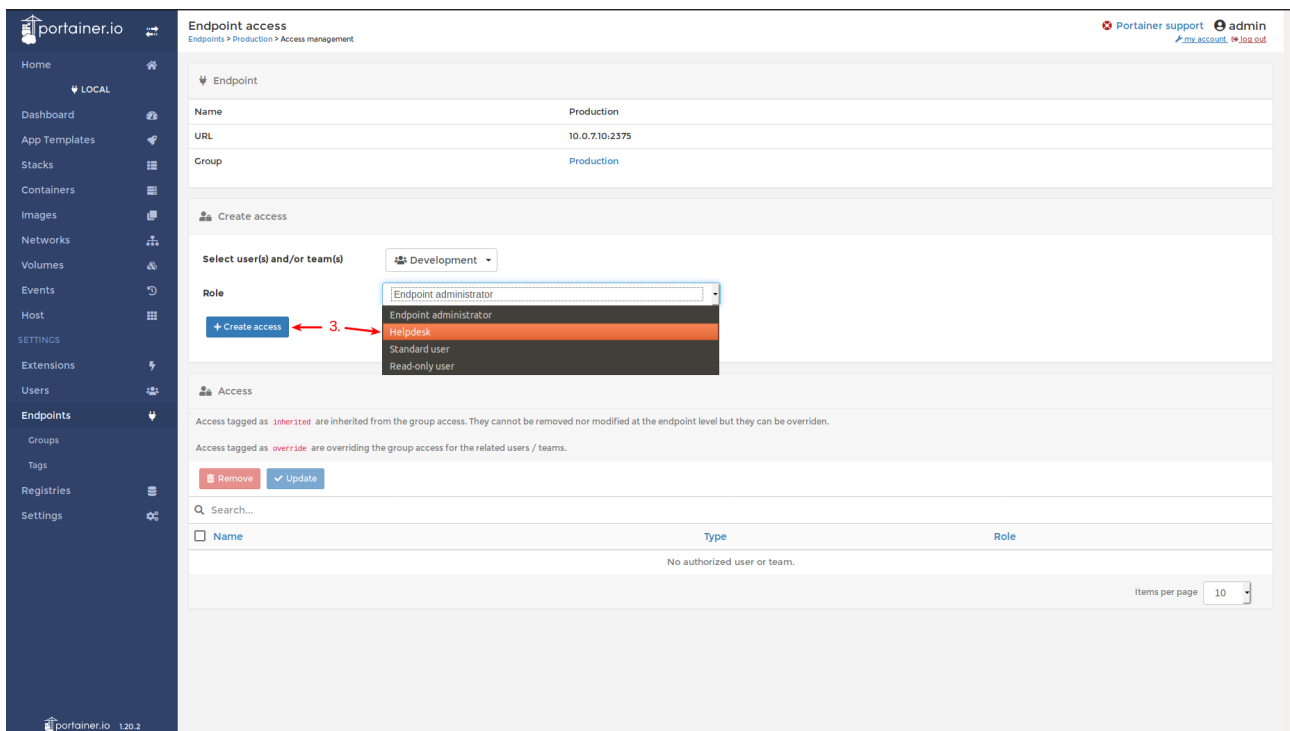 portainer.io
Home
LOCAL
Dashboard
App Templates
Stacks
Containers
Images
Networks
Volumes
Events
Host
SETTINGS
Extensions
Users
Endpoints
Groups
Tags
Registries
Settings
portainer.io 1.20.2
Endpoint access
Endpoints > Production > Access management
Portainer support admin
my account log out
Endpoint
Name Production
URL 10.0.7.10:2375
Group Production
Create access
Select user(s) and/or team(s) Development
Role Endpoint administrator
Endpoint administrator
+ Create access 3. Helpdesk
Standard user
Read-only user
Access
Access tagged as inherited are inherited from the group access. They cannot be removed nor modified at the endpoint level but they can be overriden.
Access tagged as override are overriding the group access for the related users / teams.
Remove Update
Search...
Name Type Role
No authorized user or team.
Items per page 10